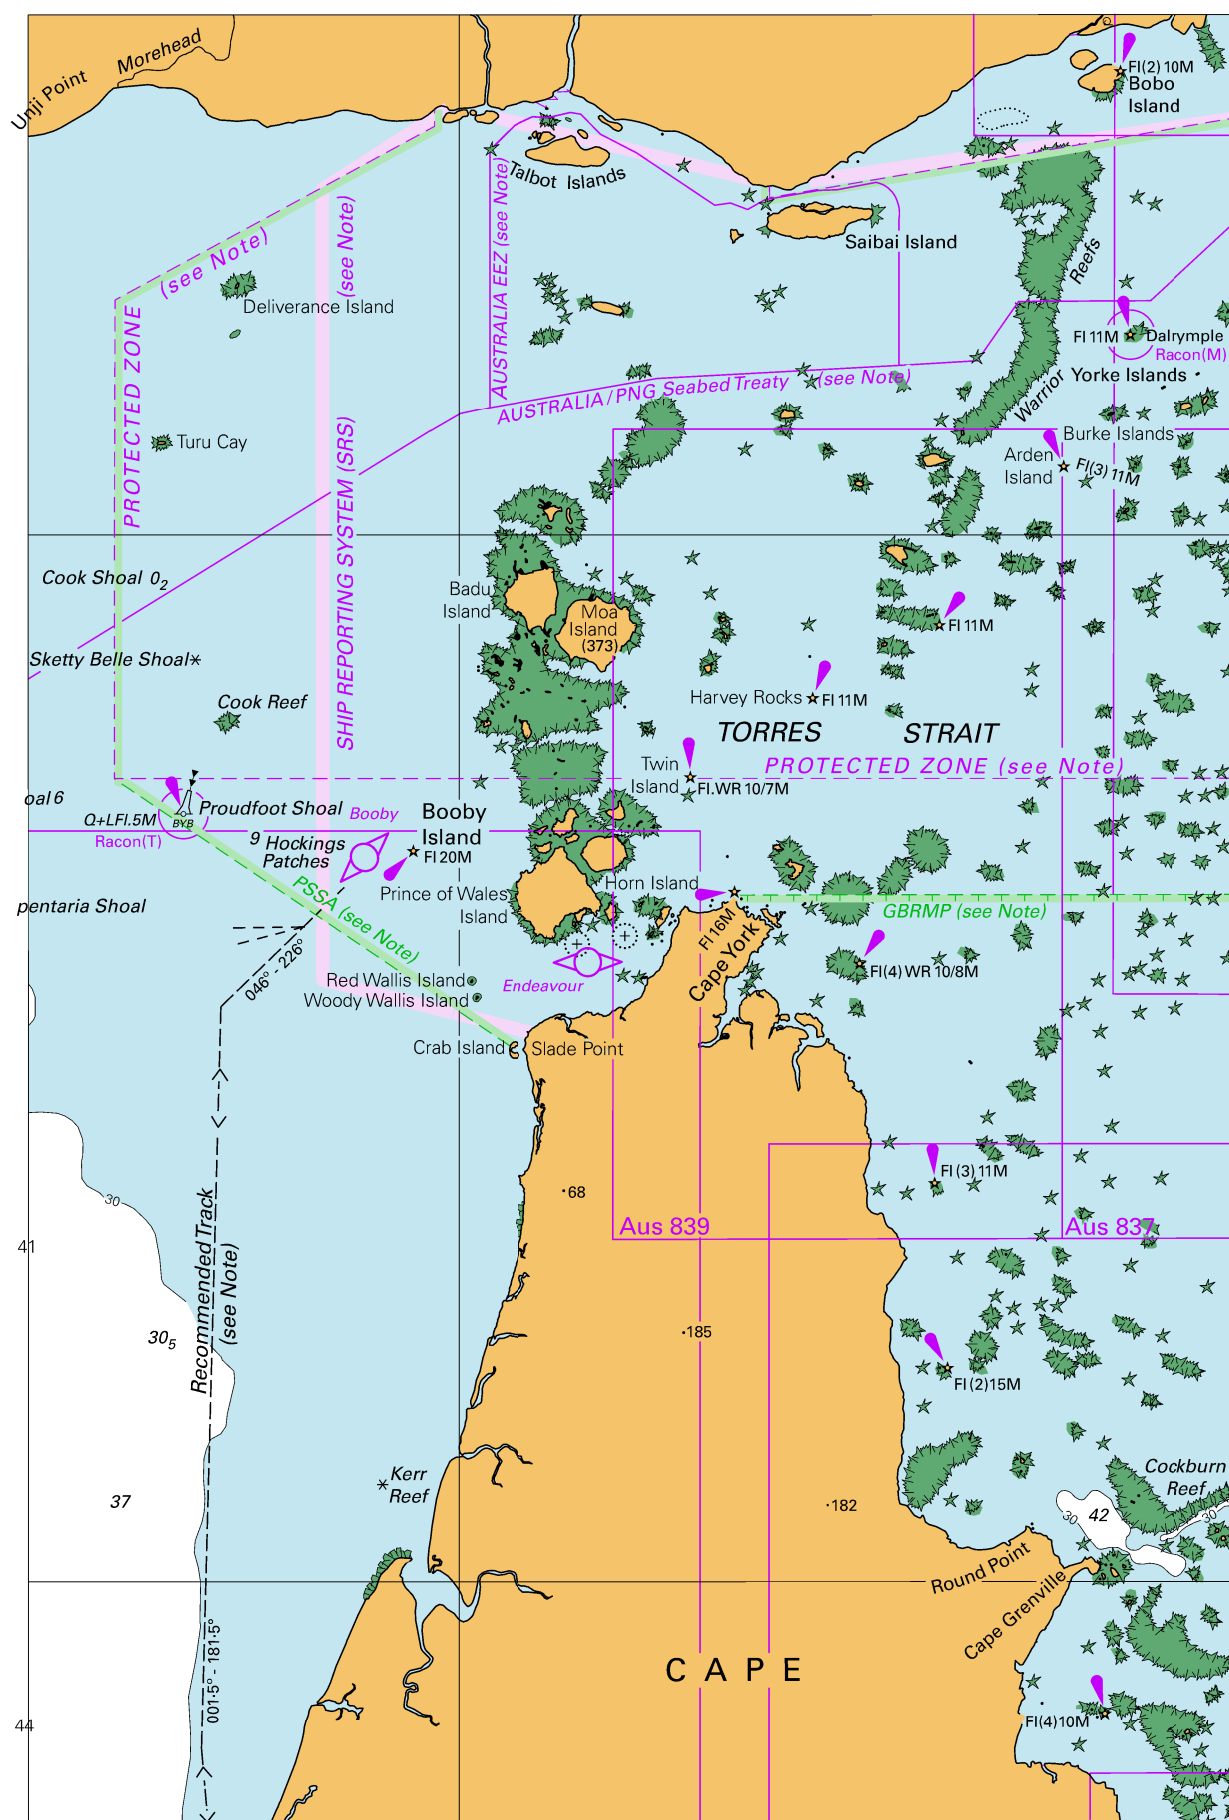 Morehead
Unji Point
Fl(2) 10M
Bobo
Island
Talbot Islands
Saibai Island
Reefs
(see Note)
(see Note)
AUSTRALIA EEZ (see Note)
Deliverance Island
PROTECTED ZONE
Fl 11M
Dalrymple
Racon(M)
Yorke Islands
Warrior
AUSTRALIA/PNG Seabed Treaty (see Note)
Turu Cay
SHIP REPORTING SYSTEM (SRS)
Burke Islands
Arden
Island
Fl(3) 11M
Cook Shoal 0₂
Badu
Island
Moa
Island
(373)
Fl 11M
Sketty Belle Shoal
Cook Reef
Harvey Rocks
Fl 11M
TORRES STRAIT
Twin
Island
PROTECTED ZONE (see Note)
Fl.WR 10/7M
oal 6
Proudfoot Shoal
Q+LFl.5M
BYB
Racon(T)
Booby
Booby
Island
Fl 20M
9
Hockings
Patches
PSSA (see Note)
Prince of Wales
Island
Horn Island
Fl 16M
Cape York
GBRMP (see Note)
pentaria Shoal
Fl(4) WR 10/8M
046° - 226°
Endeavour
Red Wallis Island
Woody Wallis Island
Crab Island
Slade Point
Fl(3) 11M
68
30
Aus 839
Aus 837
41
Recommended Track
(see Note)
30₅
185
Fl(2) 15M
Kerr
Reef
Cockburn
Reef
37
182
30
42
30
Round Point
Cape Grenville
001·5° - 181·5°
CAPE
44
Fl(4) 10M